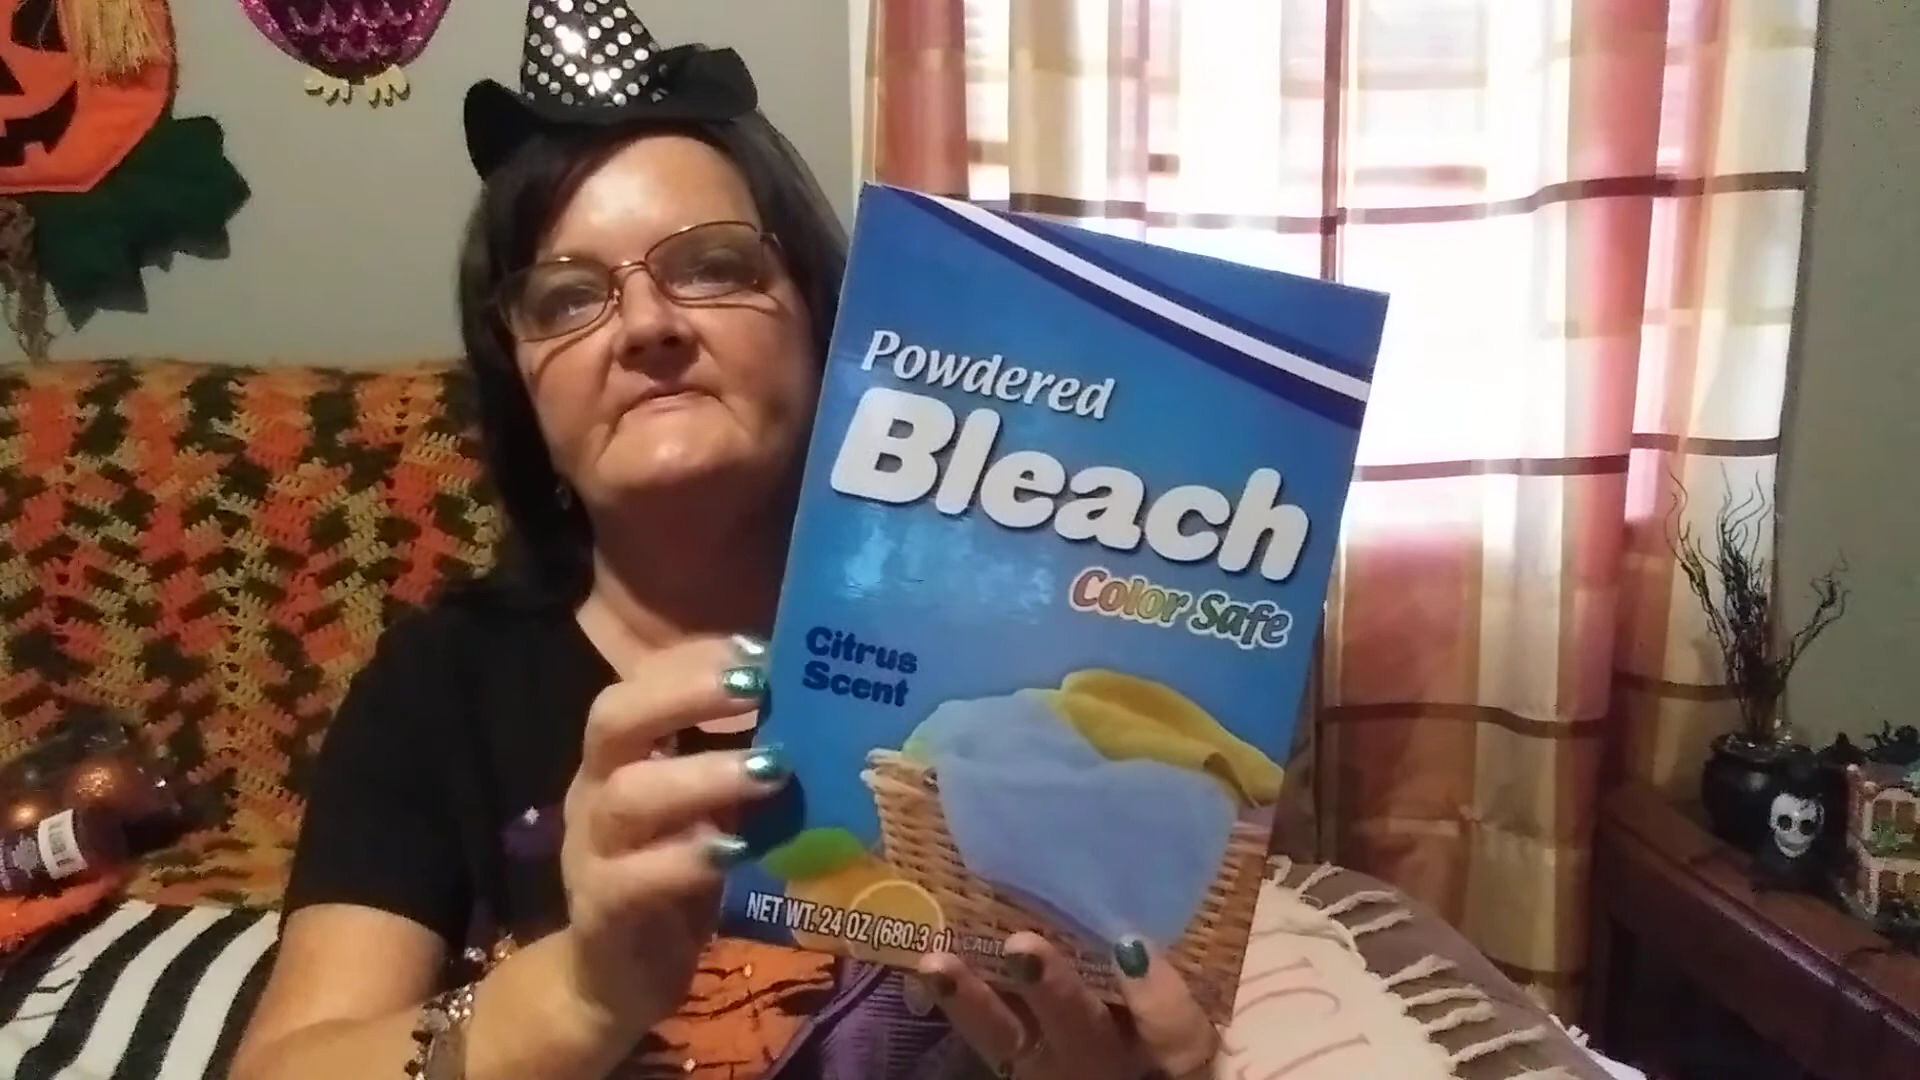 Powdered
Bleach
Color Safe
Citrus
Scent
NET WT. 24 OZ (680.3 g)